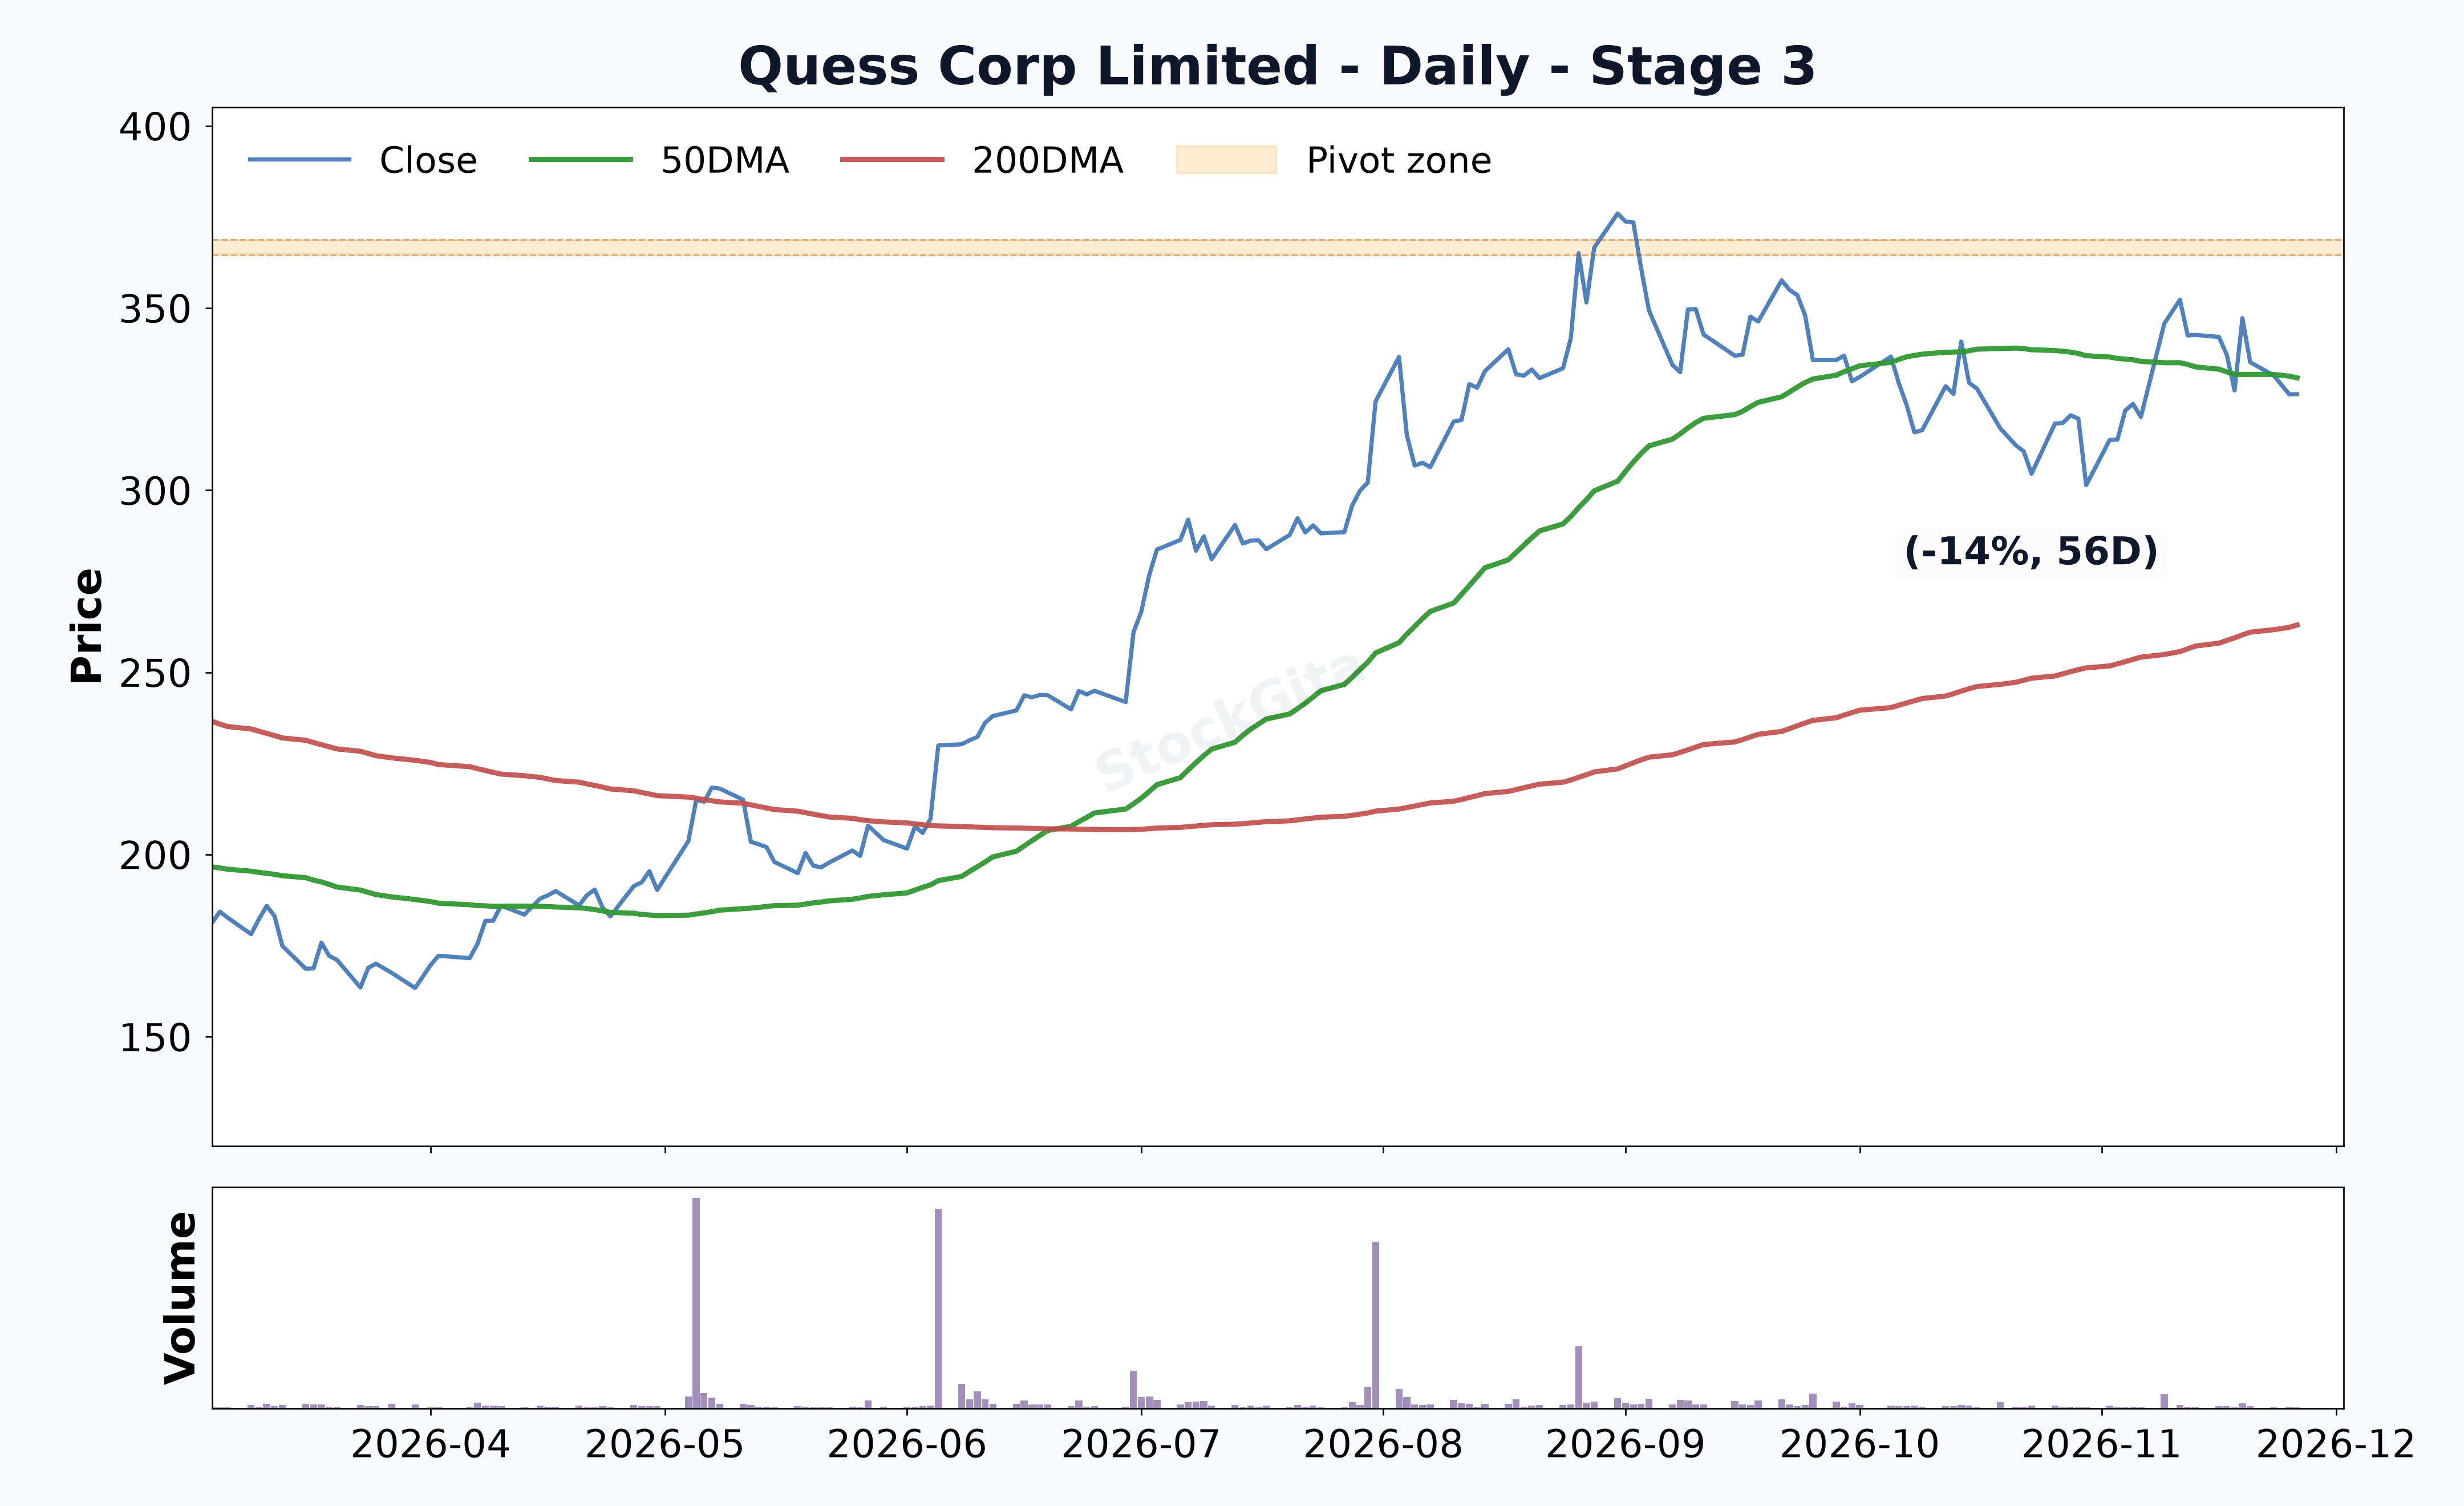 Quess Corp Limited - Daily - Stage 3
Close 50DMA 200DMA Pivot zone
400
350
300
250
200
150
Price
(-14%, 56D)
StockGita
Volume
2026-04 2026-05 2026-06 2026-07 2026-08 2026-09 2026-10 2026-11 2026-12